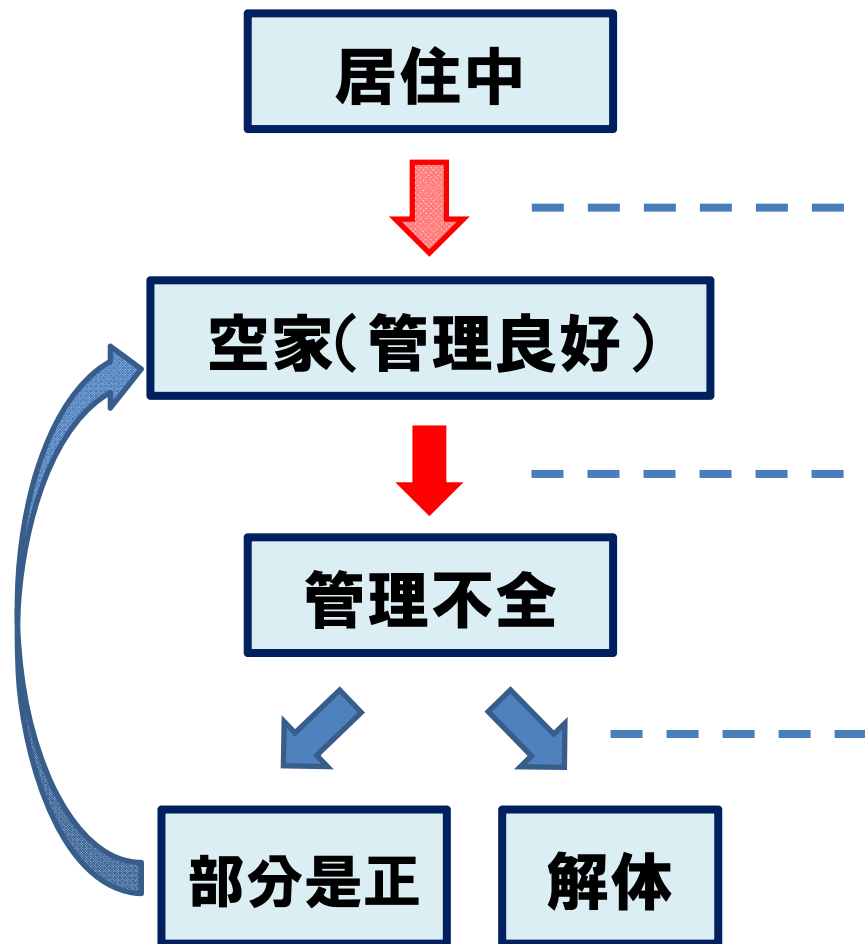 居住中
空家(管理良好)
管理不全
部分是正
解体